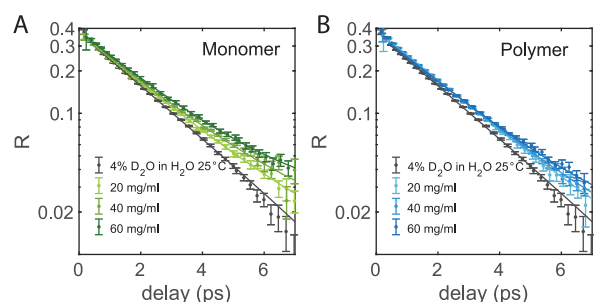 A
Monomer
R
0.4
0.3
0.2
0.1
0.02
4% D₂O in H₂O 25°C
20 mg/ml
40 mg/ml
60 mg/ml
0 2 4 6
delay (ps)
B
Polymer
R
0.4
0.3
0.2
0.1
0.02
4% D₂O in H₂O 25°C
20 mg/ml
40 mg/ml
60 mg/ml
0 2 4 6
delay (ps)